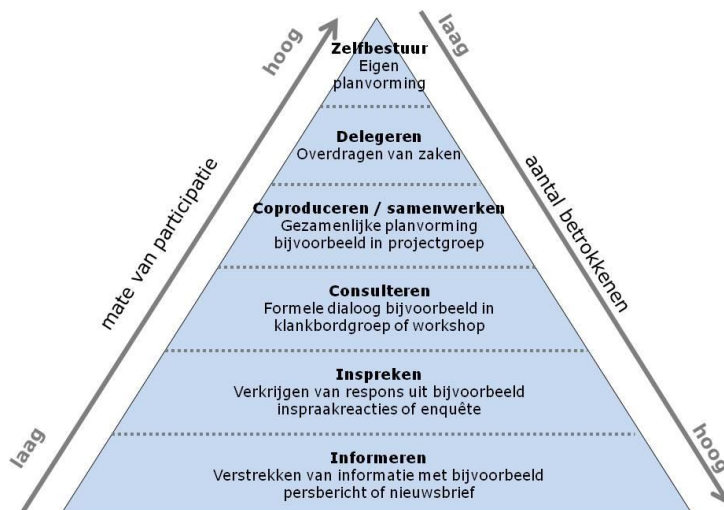 hoog
laag
Zelfbestuur
Eigen
planvorming
Delegeren
Overdragen van zaken
mate van participatie
aantal betrokkenen
Coproduceren / samenwerken
Gezamenlijke planvorming
bijvoorbeeld in projectgroep
Consulteren
Formele dialoog bijvoorbeeld in
klankbordgroep of workshop
Inspreken
Verkrijgen van respons uit bijvoorbeeld
inspraakreacties of enquête
laag
hoog
Informeren
Verstrekken van informatie met bijvoorbeeld
persbericht of nieuwsbrief